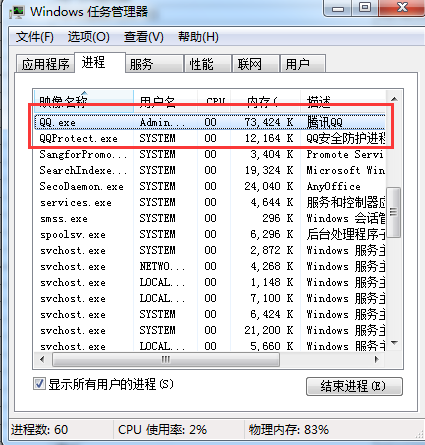 Windows 任务管理器
文件(F) 选项(O) 查看(V) 帮助(H)
应用程序 进程 服务 性能 联网 用户
映像名称 用户名 CPU 内存( 描述
QQ.exe Admin... 00 73,424 K 腾讯QQ
QQProtect.exe SYSTEM 00 12,164 K QQ安全防护进程
SangforPromo... SYSTEM 00 3,404 K Promote Servi
SearchIndexe... SYSTEM 00 19,324 K Microsoft Win
SecoDaemon.exe SYSTEM 00 24,040 K AnyOffice
services.exe SYSTEM 00 4,644 K 服务和控制器应
smss.exe SYSTEM 00 296 K Windows 会话管
spoolsv.exe SYSTEM 00 6,296 K 后台处理程序子
svchost.exe SYSTEM 00 2,872 K Windows 服务主
svchost.exe NETWO... 00 4,268 K Windows 服务主
svchost.exe LOCAL... 00 1,148 K Windows 服务主
svchost.exe LOCAL... 00 7,100 K Windows 服务主
svchost.exe SYSTEM 00 6,264 K Windows 服务主
svchost.exe SYSTEM 00 21,200 K Windows 服务主
svchost.exe LOCAL... 00 5,660 K Windows 服务主
显示所有用户的进程(S) 结束进程(E)
进程数: 60 CPU 使用率: 2% 物理内存: 83%